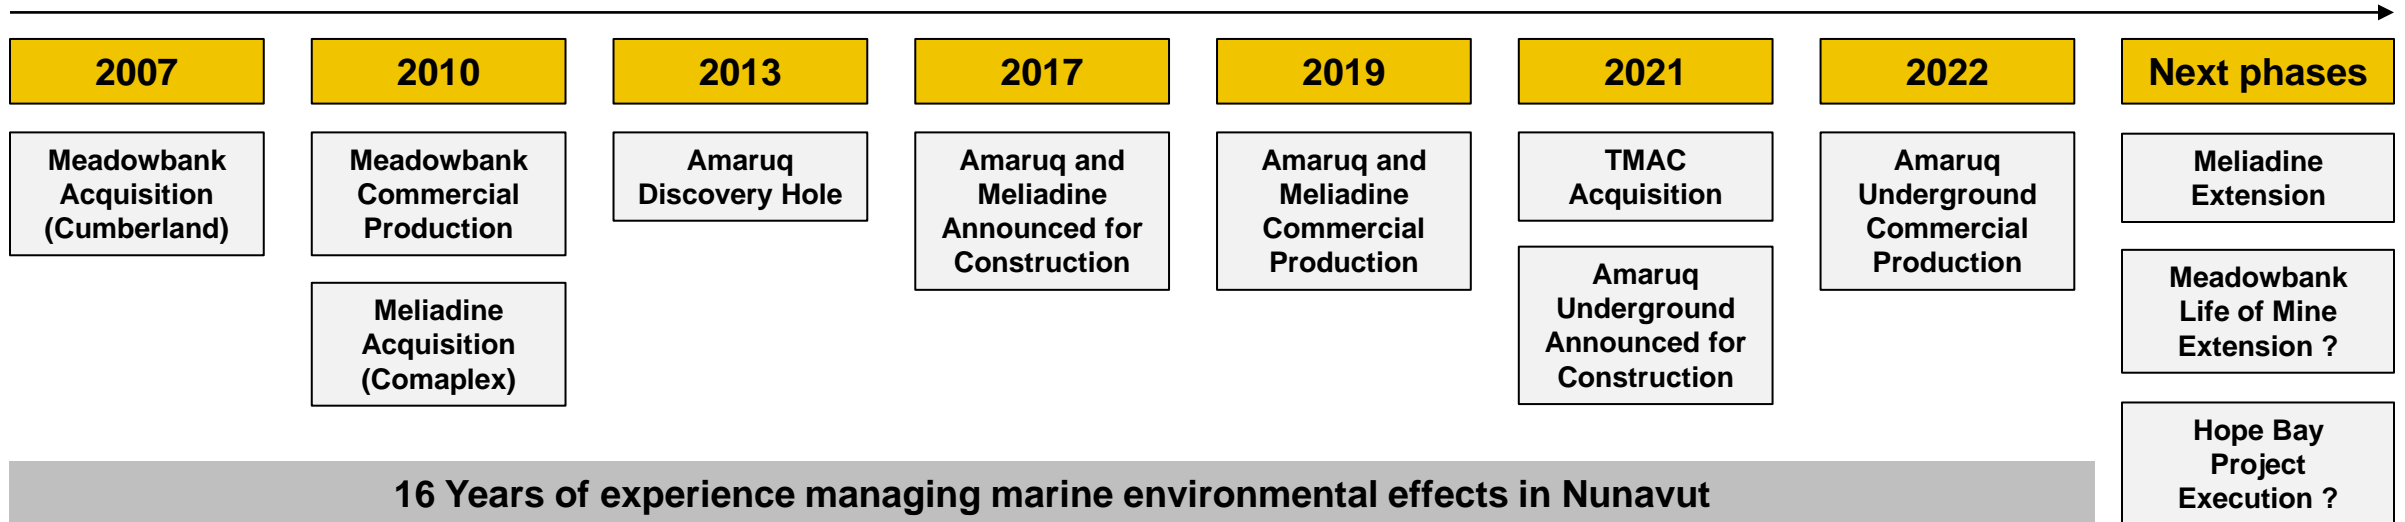 2007
Meadowbank
Acquisition
(Cumberland)
2010
Meadowbank
Commercial
Production
Meliadine
Acquisition
(Comaplex)
2013
Amaruq
Discovery Hole
2017
Amaruq and
Meliadine
Announced for
Construction
2019
Amaruq and
Meliadine
Commercial
Production
2021
TMAC
Acquisition
Amaruq
Underground
Announced for
Construction
2022
Amaruq
Underground
Commercial
Production
Next phases
Meliadine
Extension
Meadowbank
Life of Mine
Extension ?
Hope Bay
Project
Execution ?
16 Years of experience managing marine environmental effects in Nunavut